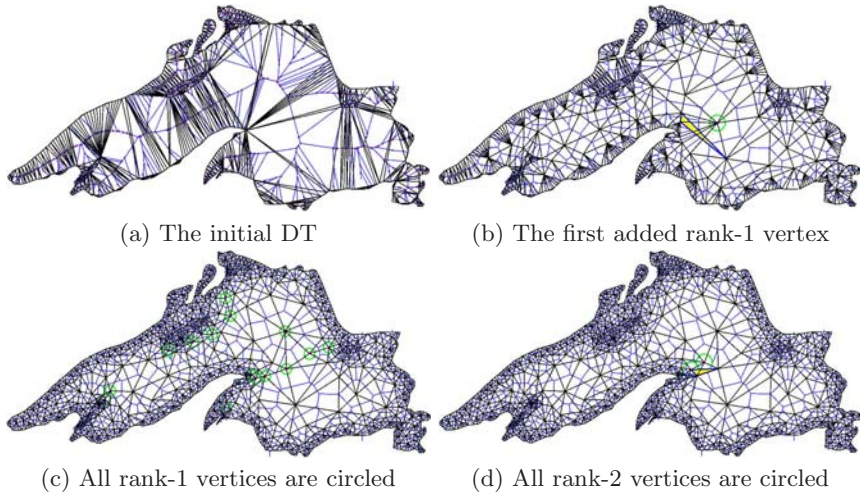 (a) The initial DT
(b) The first added rank-1 vertex
(c) All rank-1 vertices are circled
(d) All rank-2 vertices are circled